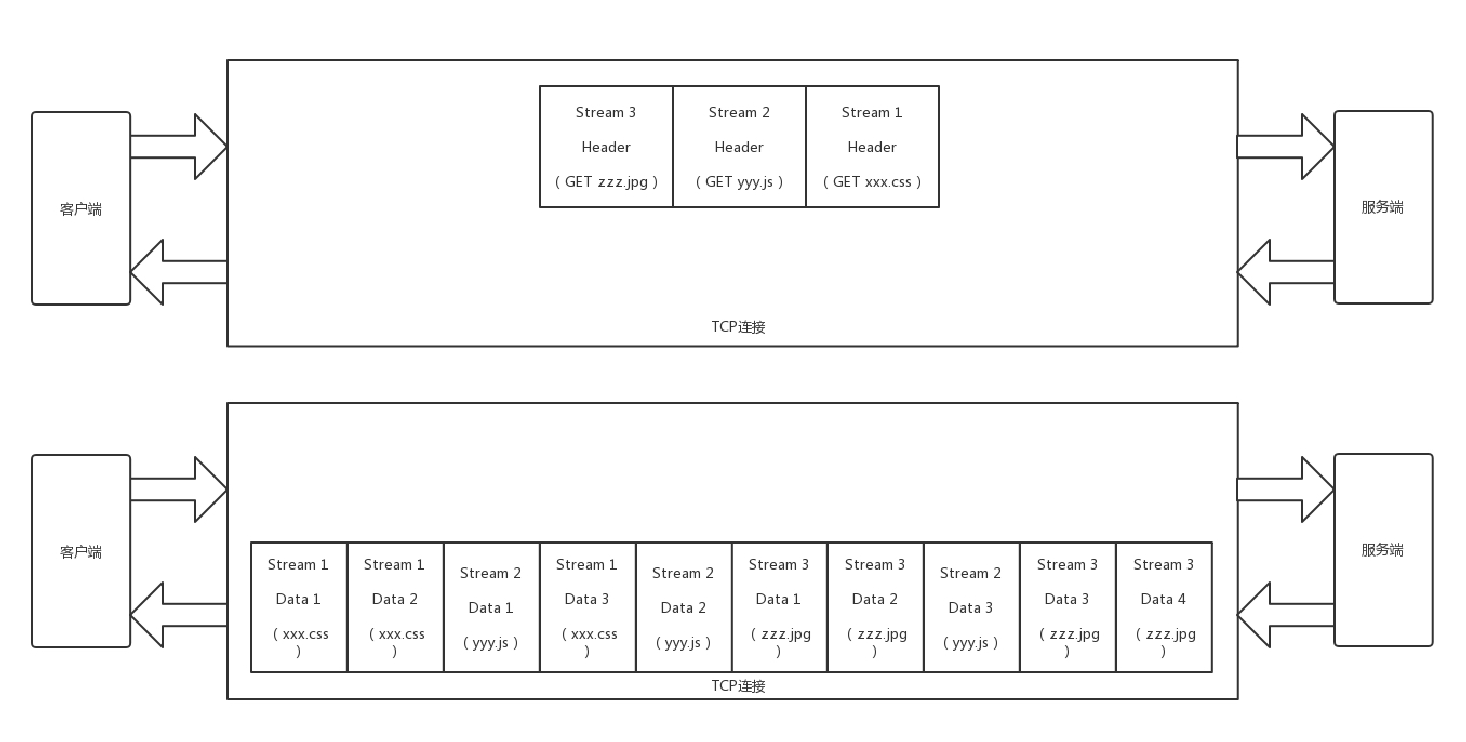 客户端
Stream 3
Header
( GET zzz.jpg )
Stream 2
Header
( GET yyy.js )
Stream 1
Header
( GET xxx.css )
服务端
TCP连接
客户端
Stream 1
Data 1
( xxx.css
)
Stream 1
Data 2
( xxx.css
)
Stream 2
Data 1
( yyy.js )
Stream 1
Data 3
( xxx.css
)
Stream 2
Data 2
( yyy.js )
Stream 3
Data 1
( zzz.jpg
)
Stream 3
Data 2
( zzz.jpg
)
Stream 2
Data 3
( yyy.js )
Stream 3
Data 3
( zzz.jpg
)
Stream 3
Data 4
( zzz.jpg
)
服务端
TCP连接